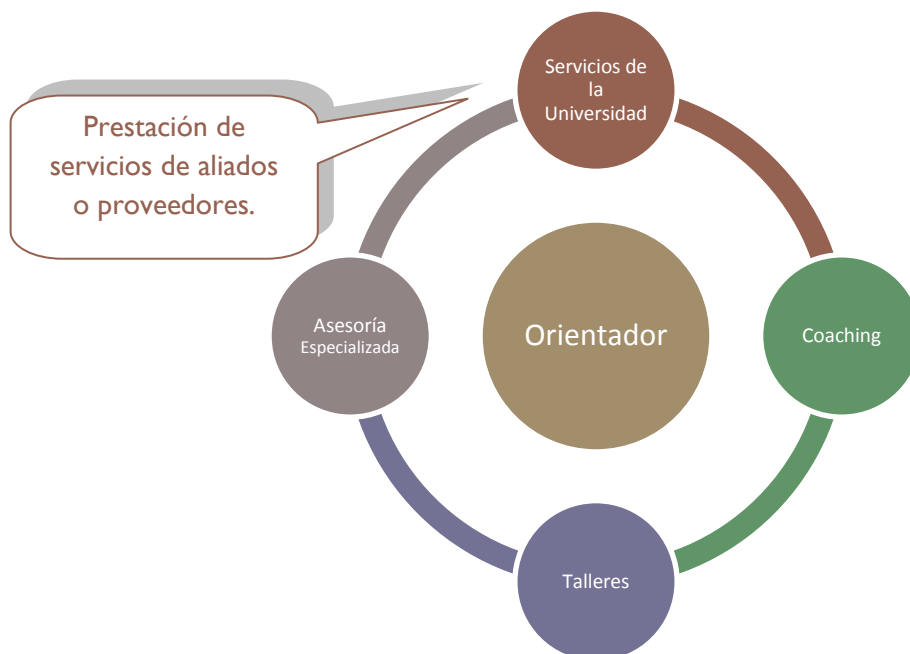 Servicios de
la
Universidad
Prestación de
servicios de aliados
o proveedores.
Asesoría
Especializada
Orientador
Coaching
Talleres